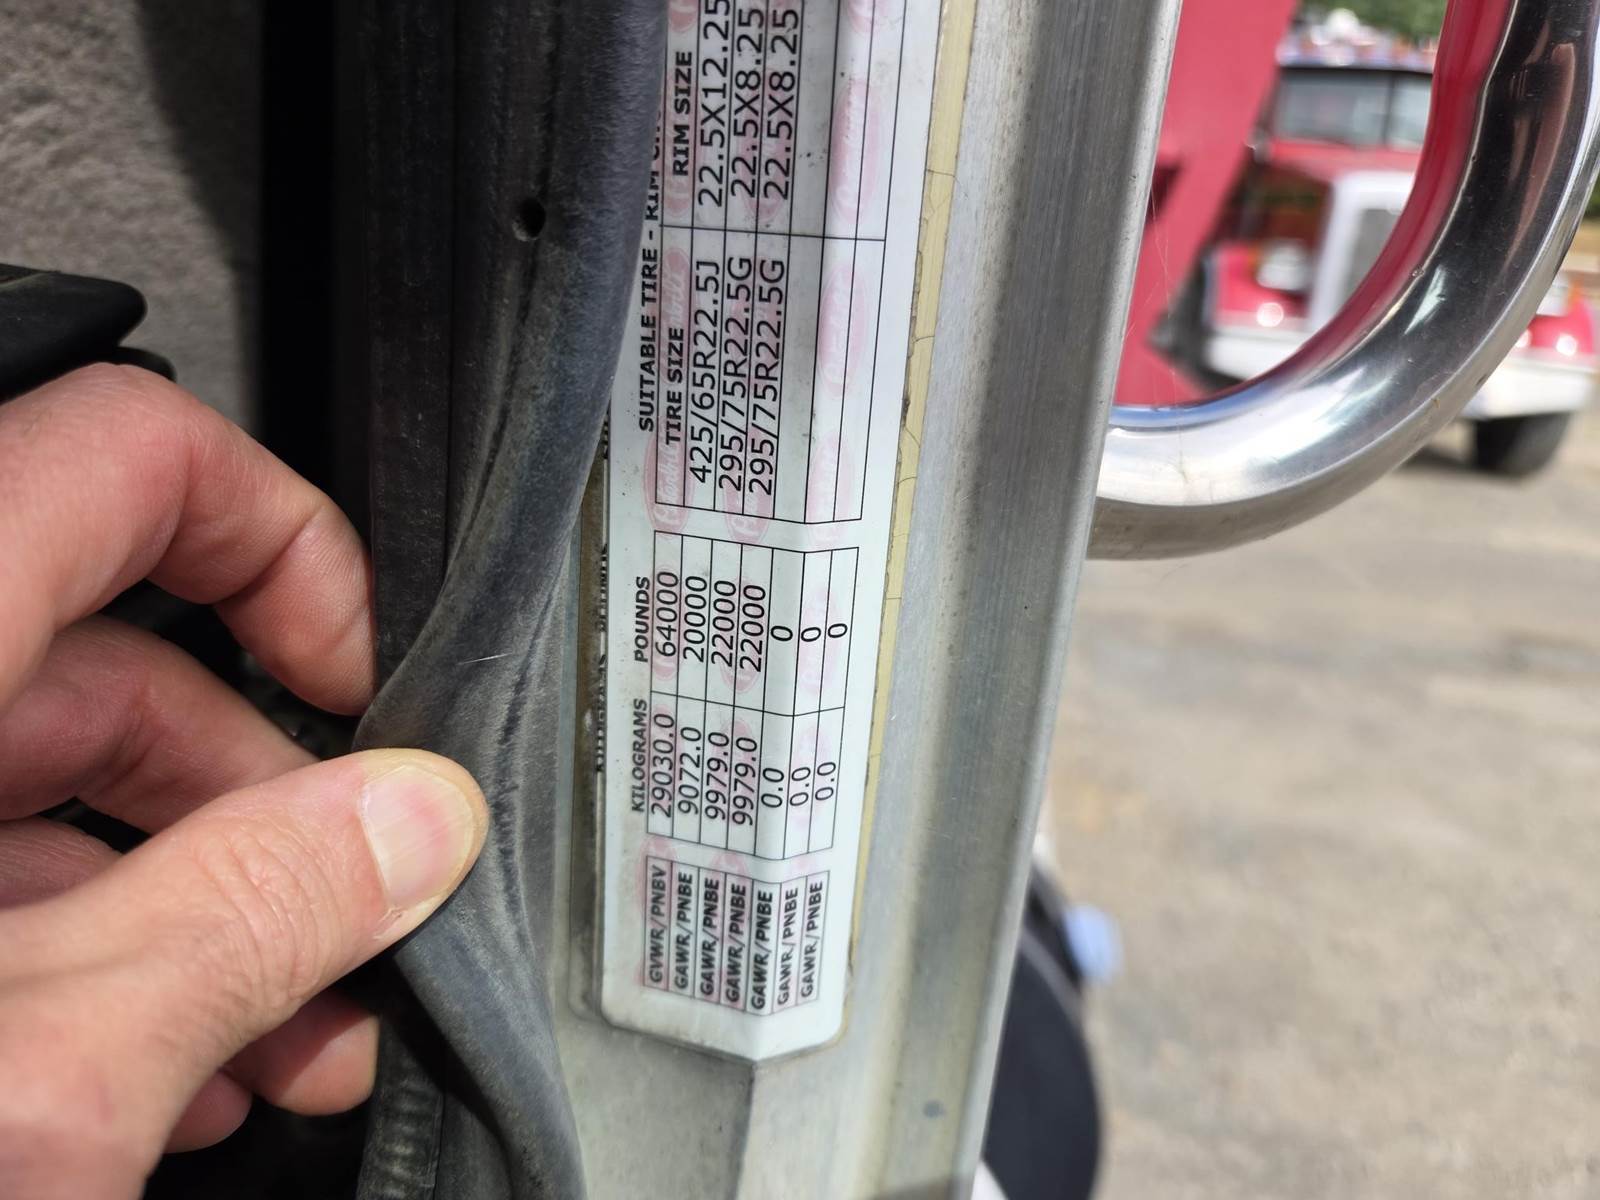 KILOGRAMS POUNDS
GVWR/PNBV 29030.0 64000
GAWR/PNBE 9072.0 20000
GAWR/PNBE 9979.0 22000
GAWR/PNBE 9979.0 22000
GAWR/PNBE 0.0 0
GAWR/PNBE 0.0 0
GAWR/PNBE 0.0 0
SUITABLE TIRE - RIM
TIRE SIZE RIM SIZE
425/65R22.5J 22.5X12.25
295/75R22.5G 22.5X8.25
295/75R22.5G 22.5X8.25